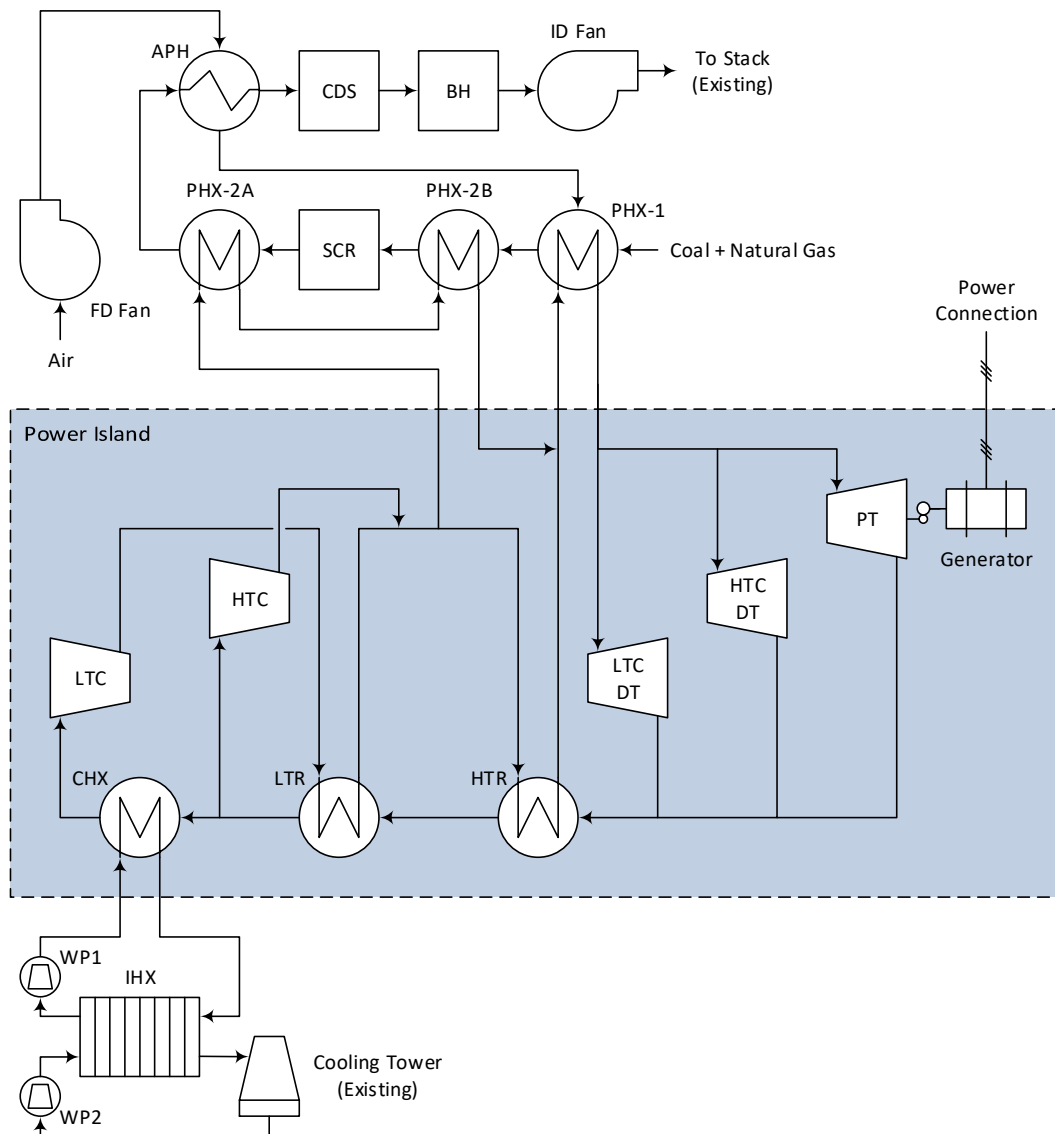 ID Fan
APH
To Stack
(Existing)
CDS
BH
PHX-2A
PHX-2B
PHX-1
SCR
Coal + Natural Gas
FD Fan
Air
Power
Connection
Power Island
PT
Generator
HTC
HTC
DT
LTC
LTC
DT
CHX
LTR
HTR
WP1
IHX
Cooling Tower
(Existing)
WP2